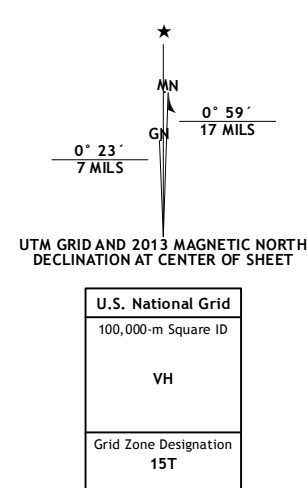 ★
MN
0° 59´
17 MILS
GN
0° 23´
7 MILS
UTM GRID AND 2013 MAGNETIC NORTH
DECLINATION AT CENTER OF SHEET
U.S. National Grid
100,000-m Square ID
VH
Grid Zone Designation
15T